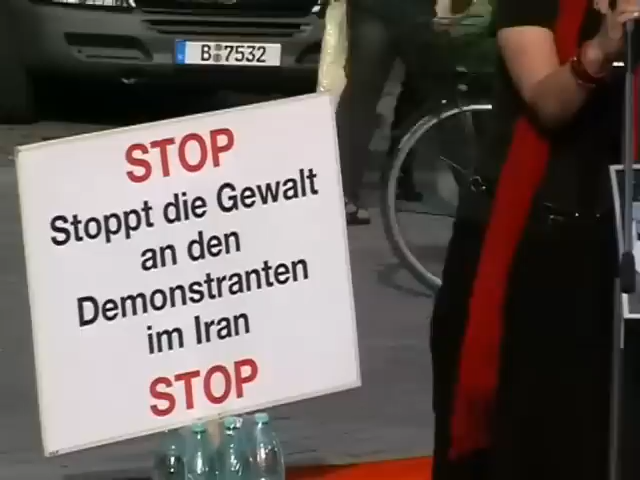 B 7532
STOP
Stoppt die Gewalt
an den
Demonstranten
im Iran
STOP